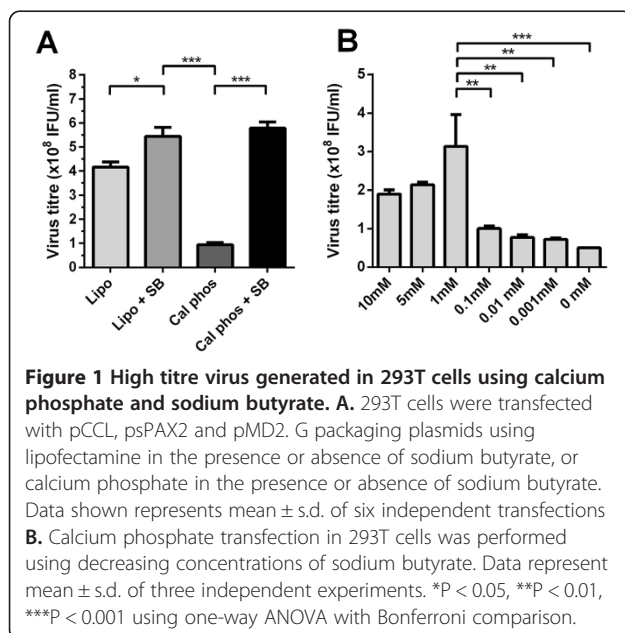 A
B
*
***
***
***
**
**
**
Virus titre (x10⁸ IFU/ml)
8
7
6
5
4
3
2
1
0
Lipo
Lipo + SB
Cal phos
Cal phos + SB
Virus titre (x10⁸ IFU/ml)
5
4
3
2
1
0
10mM
5mM
1mM
0.1mM
0.01 mM
0.001mM
0 mM
Figure 1 High titre virus generated in 293T cells using calcium
phosphate and sodium butyrate. A. 293T cells were transfected
with pCCL, psPAX2 and pMD2. G packaging plasmids using
lipofectamine in the presence or absence of sodium butyrate, or
calcium phosphate in the presence or absence of sodium butyrate.
Data shown represents mean ± s.d. of six independent transfections
B. Calcium phosphate transfection in 293T cells was performed
using decreasing concentrations of sodium butyrate. Data represent
mean ± s.d. of three independent experiments. *P < 0.05, **P < 0.01,
***P < 0.001 using one-way ANOVA with Bonferroni comparison.